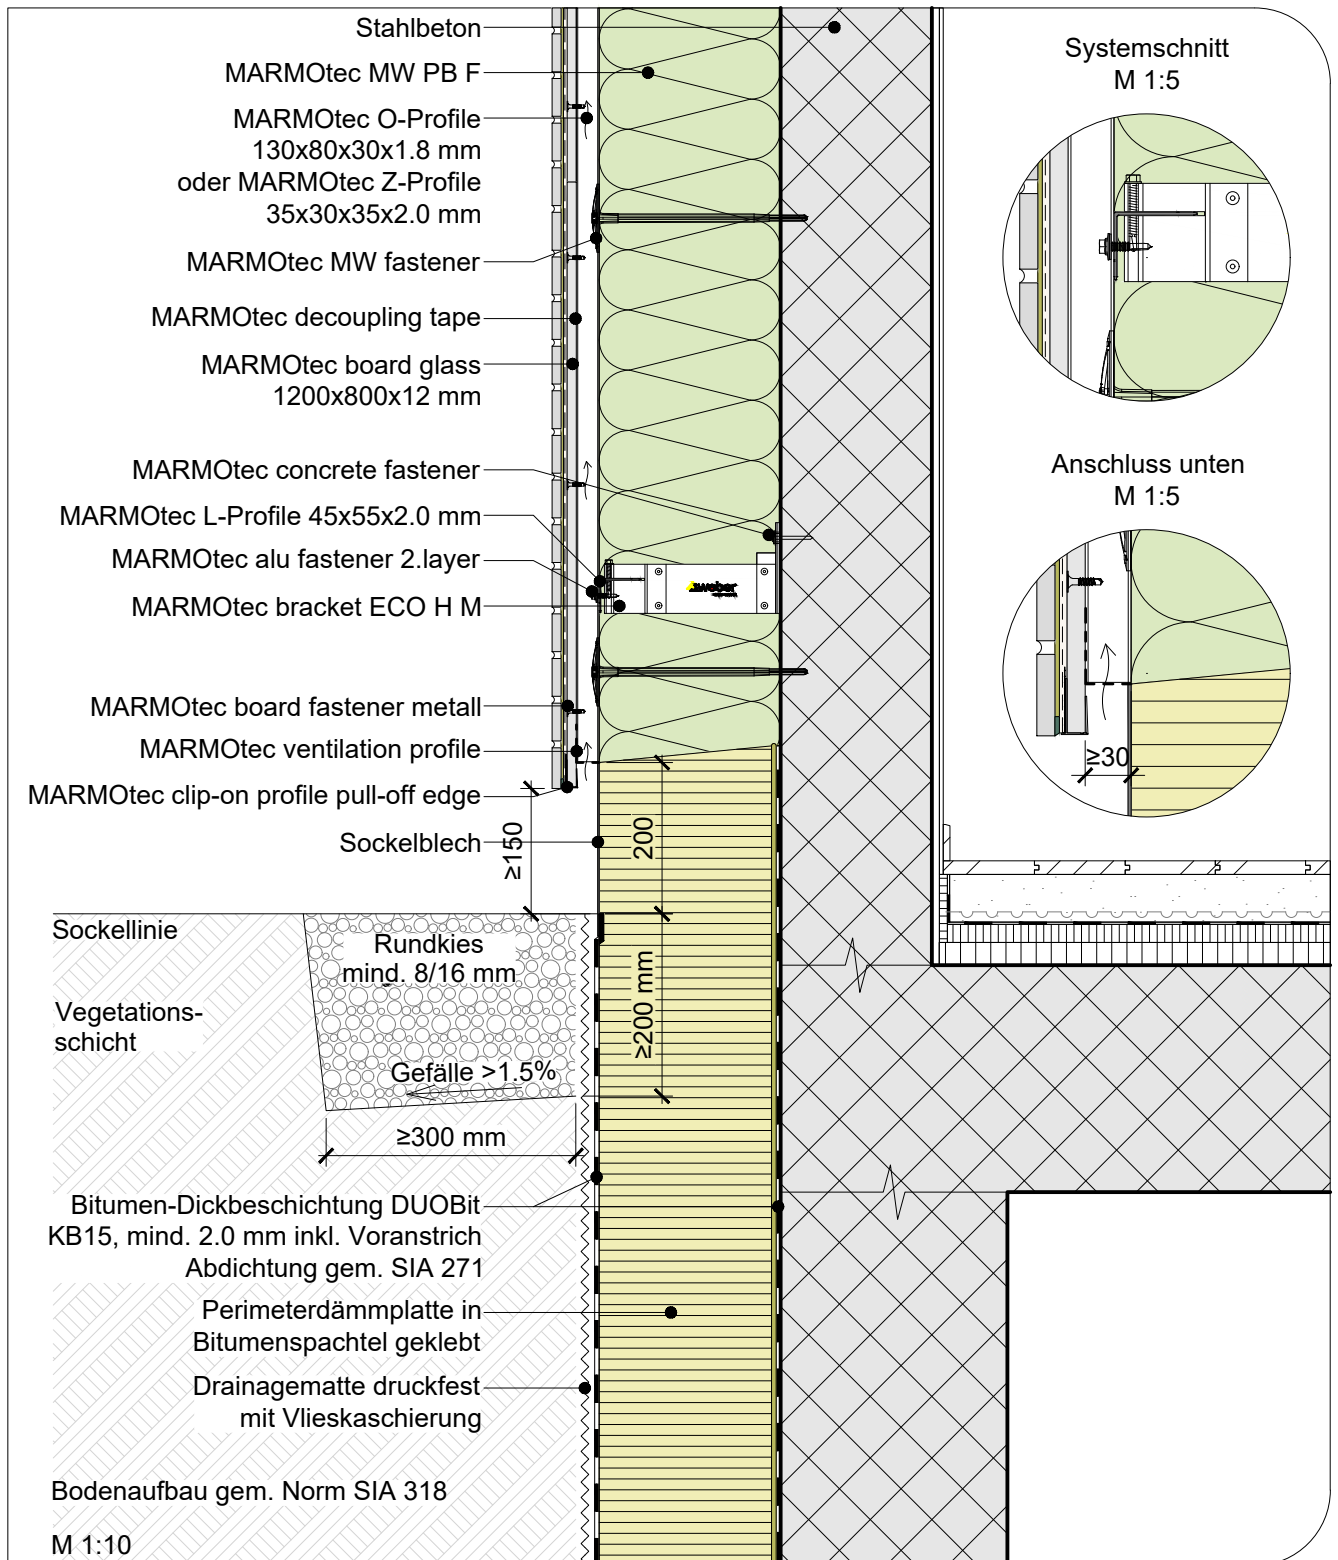 Stahlbeton
MARMOtec MW PB F
MARMOtec O-Profile
130x80x30x1.8 mm
oder MARMOtec Z-Profile
35x30x35x2.0 mm
MARMOtec MW fastener
MARMOtec decoupling tape
MARMOtec board glass
1200x800x12 mm
MARMOtec concrete fastener
MARMOtec L-Profile 45x55x2.0 mm
MARMOtec alu fastener 2.layer
MARMOtec bracket ECO H M
weber
MARMOtec board fastener metall
MARMOtec ventilation profile
MARMOtec clip-on profile pull-off edge
Sockelblech
≥150
200
Sockellinie
Rundkies
mind. 8/16 mm
Vegetations-
schicht
≥200 mm
Gefälle >1.5%
≥300 mm
Bitumen-Dickbeschichtung DUOBit
KB15, mind. 2.0 mm inkl. Voranstrich
Abdichtung gem. SIA 271
Perimeterdämmplatte in
Bitumenspachtel geklebt
Drainagematte druckfest
mit Vlieskaschierung
Bodenaufbau gem. Norm SIA 318
M 1:10
Systemschnitt
M 1:5
Anschluss unten
M 1:5
≥30